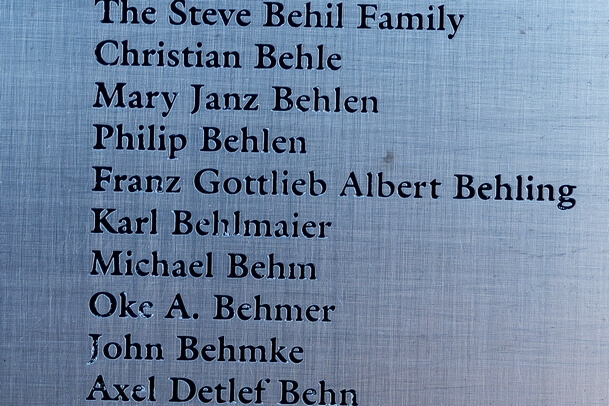 The Steve Behil Family
Christian Behle
Mary Janz Behlen
Philip Behlen
Franz Gottlieb Albert Behling
Karl Behlmaier
Michael Behm
Oke A. Behmer
John Behmke
Axel Detlef Behn